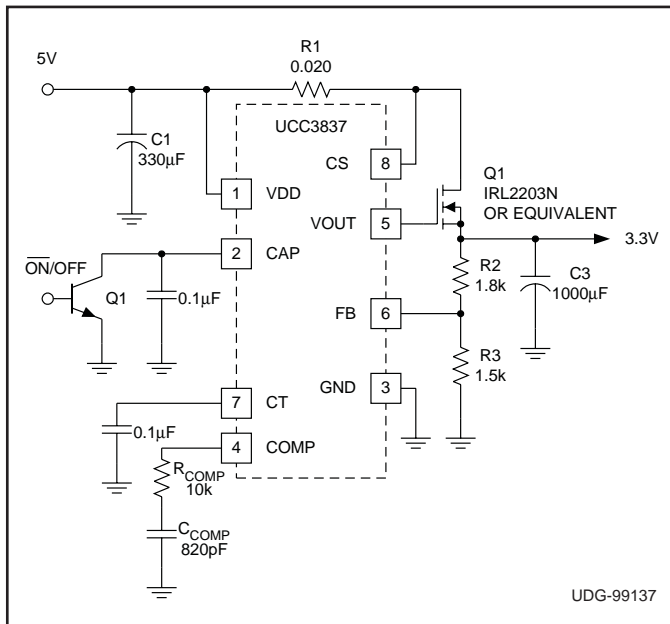 5V
R1
0.020
C1
330µF
UCC3837
CS
8
1
VDD
VOUT
5
Q1
IRL2203N
OR EQUIVALENT
3.3V
ON/OFF
Q1
2
CAP
0.1µF
R2
1.8k
C3
1000µF
FB
6
R3
1.5k
GND
3
7
CT
0.1µF
4
COMP
RCOMP
10k
CCOMP
820pF
UDG-99137